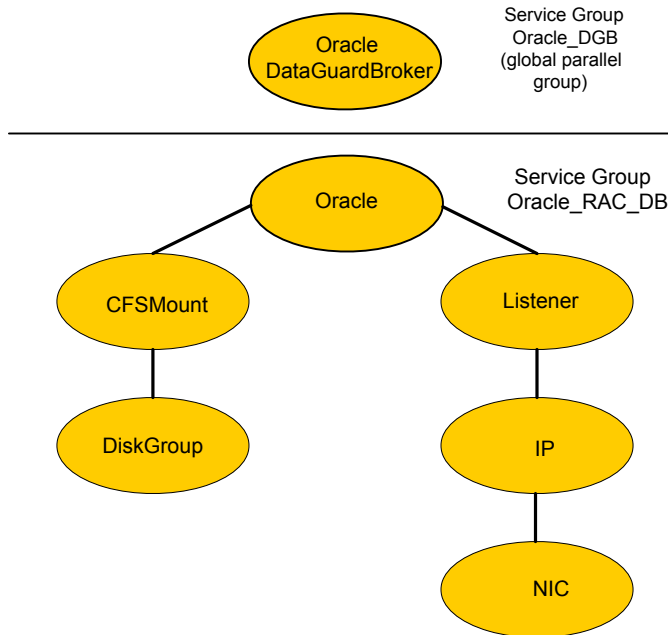 Oracle
DataGuardBroker
Service Group
Oracle_DGB
(global parallel
group)
Service Group
Oracle_RAC_DB
Oracle
CFSMount
Listener
DiskGroup
IP
NIC